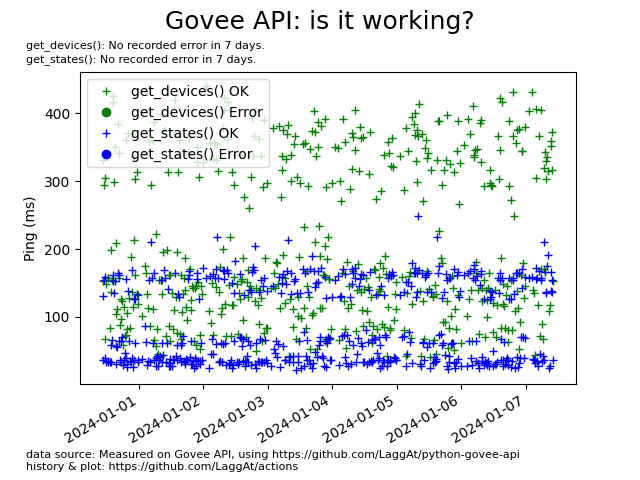 Govee API: is it working?
get_devices(): No recorded error in 7 days.
get_states(): No recorded error in 7 days.
get_devices() OK
get_devices() Error
get_states() OK
get_states() Error
Ping (ms)
400
300
200
100
2024-01-01
2024-01-02
2024-01-03
2024-01-04
2024-01-05
2024-01-06
2024-01-07
data source: Measured on Govee API, using https://github.com/LaggAt/python-govee-api
history & plot: https://github.com/LaggAt/actions